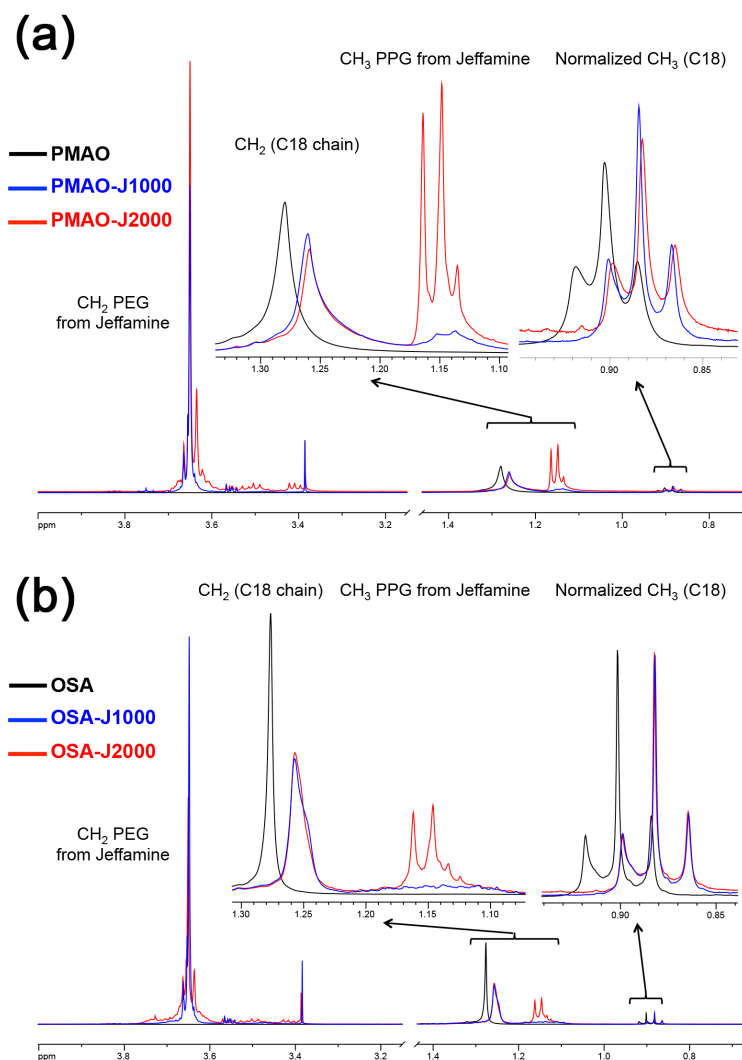 (a)
CH3 PPG from Jeffamine
Normalized CH3 (C18)
CH2 (C18 chain)
PMAO
PMAO-J1000
PMAO-J2000
CH2 PEG
from Jeffamine
1.30 1.25 1.20 1.15 1.10
0.90 0.85
3.8 3.6 3.4 3.2 1.4 1.2 1.0 0.8
ppm
(b)
CH2 (C18 chain)
CH3 PPG from Jeffamine
Normalized CH3 (C18)
OSA
OSA-J1000
OSA-J2000
CH2 PEG
from Jeffamine
1.30 1.25 1.20 1.15 1.10
0.90 0.85
3.8 3.6 3.4 3.2 1.4 1.2 1.0 0.8
ppm